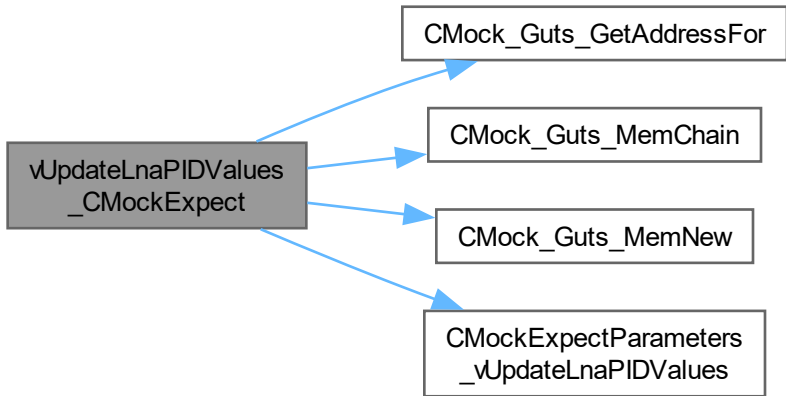 CMock_Guts_GetAddressFor
CMock_Guts_MemChain
vUpdateLnaPIDValues
_CMockExpect
CMock_Guts_MemNew
CMockExpectParameters
_vUpdateLnaPIDValues